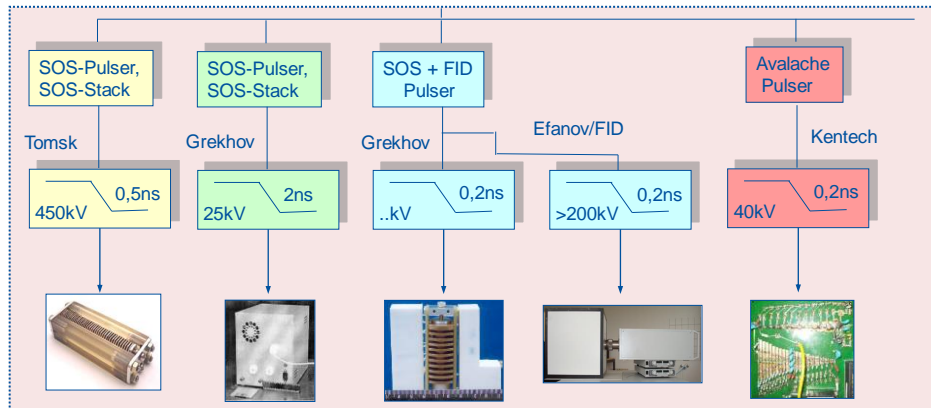 SOS-Pulser,
SOS-Stack
SOS-Pulser,
SOS-Stack
SOS + FID
Pulser
Avalache
Pulser
Tomsk
Grekhov
Grekhov
Efanov/FID
Kentech
0,5ns
450kV
2ns
25kV
0,2ns
..kV
0,2ns
>200kV
0,2ns
40kV